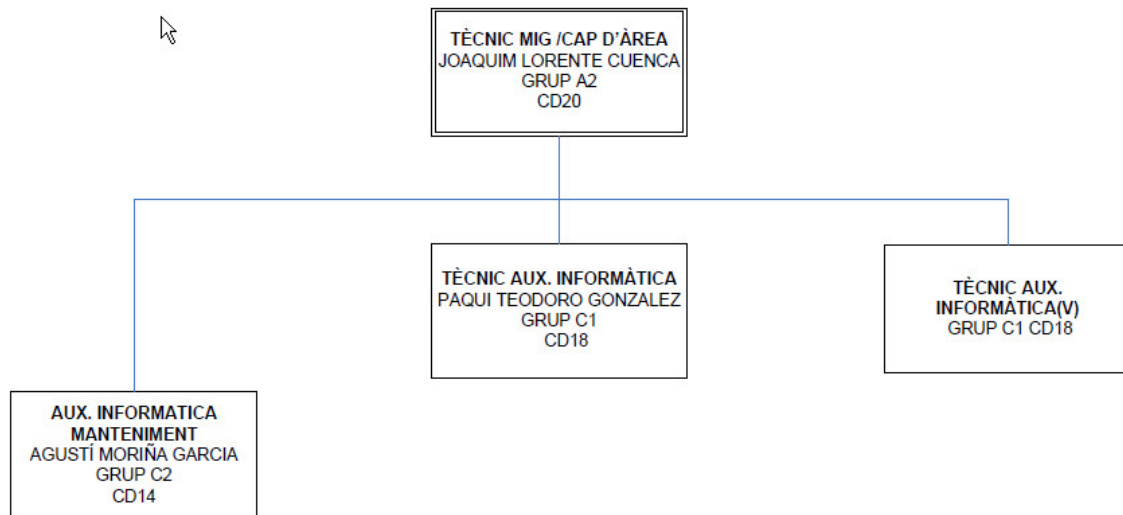 TÈCNIC MIG /CAP D'ÀREA
JOAQUIM LORENTE CUENCA
GRUP A2
CD20
TÈCNIC AUX. INFORMÀTICA
PAQUI TEODORO GONZALEZ
GRUP C1
CD18
TÈCNIC AUX.
INFORMÀTICA(V)
GRUP C1 CD18
AUX. INFORMATICA
MANTENIMENT
AGUSTÍ MORIÑA GARCIA
GRUP C2
CD14